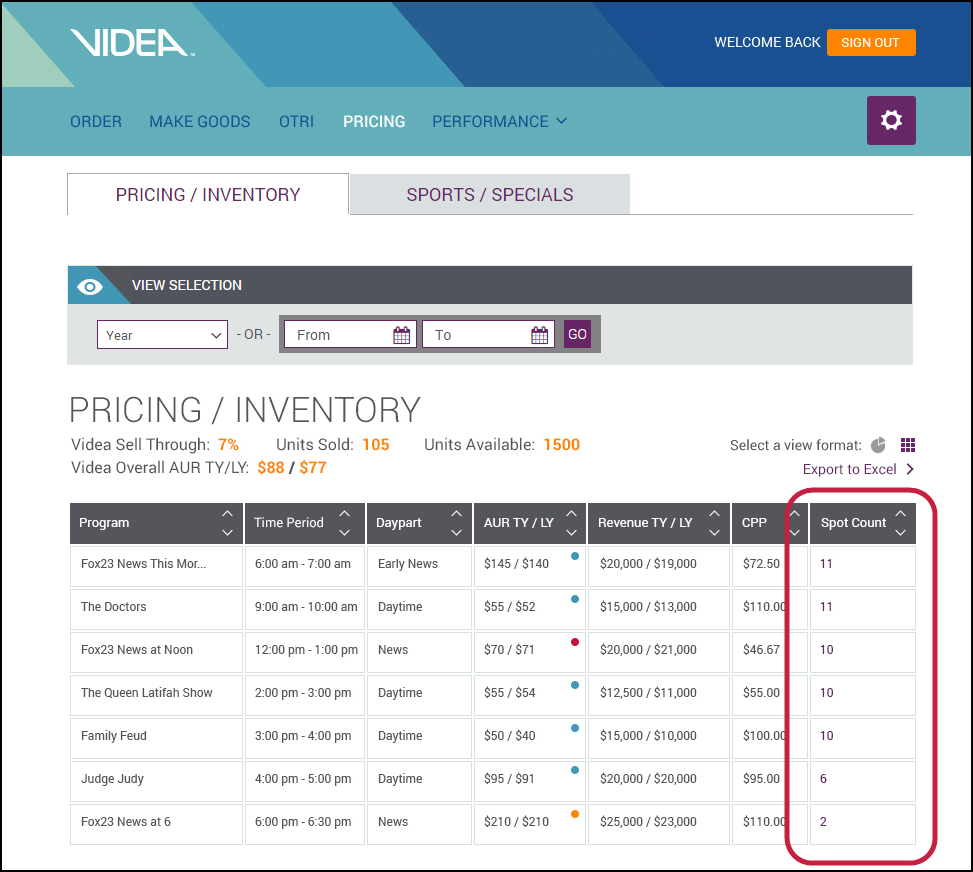 VIDEA™
WELCOME BACK SIGN OUT
ORDER MAKE GOODS OTRI PRICING PERFORMANCE
PRICING / INVENTORY SPORTS / SPECIALS
VIEW SELECTION
Year - OR - From To GO
PRICING / INVENTORY
Videa Sell Through: 7% Units Sold: 105 Units Available: 1500 Select a view format:
Videa Overall AUR TY/LY: $88 / $77 Export to Excel
Program Time Period Daypart AUR TY / LY Revenue TY / LY CPP Spot Count
Fox23 News This Mor... 6:00 am - 7:00 am Early News $145 / $140 $20,000 / $19,000 $72.50 11
The Doctors 9:00 am - 10:00 am Daytime $55 / $52 $15,000 / $13,000 $110.00 11
Fox23 News at Noon 12:00 pm - 1:00 pm News $70 / $71 $20,000 / $21,000 $46.67 10
The Queen Latifah Show 2:00 pm - 3:00 pm Daytime $55 / $54 $12,500 / $11,000 $55.00 10
Family Feud 3:00 pm - 4:00 pm Daytime $50 / $40 $15,000 / $10,000 $100.00 10
Judge Judy 4:00 pm - 5:00 pm Daytime $95 / $91 $20,000 / $20,000 $95.00 6
Fox23 News at 6 6:00 pm - 6:30 pm News $210 / $210 $25,000 / $23,000 $110.00 2